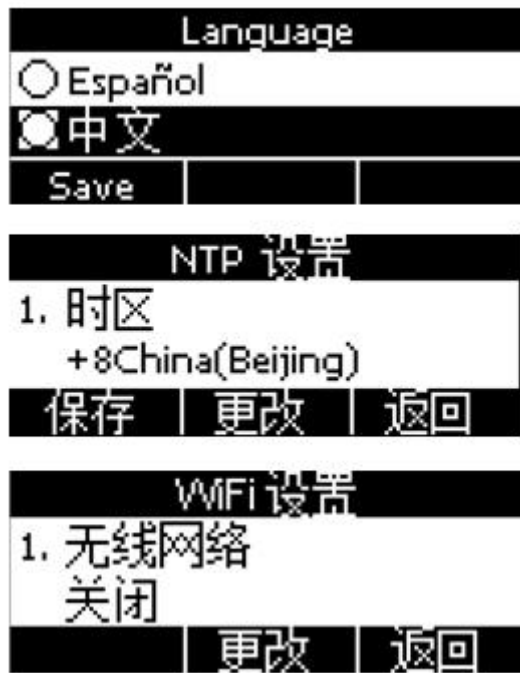 Language
Español
中文
Save
NTP 设置
1. 时区
+8China(Beijing)
保存 更改 返回
WiFi 设置
1. 无线网络
关闭
更改 返回